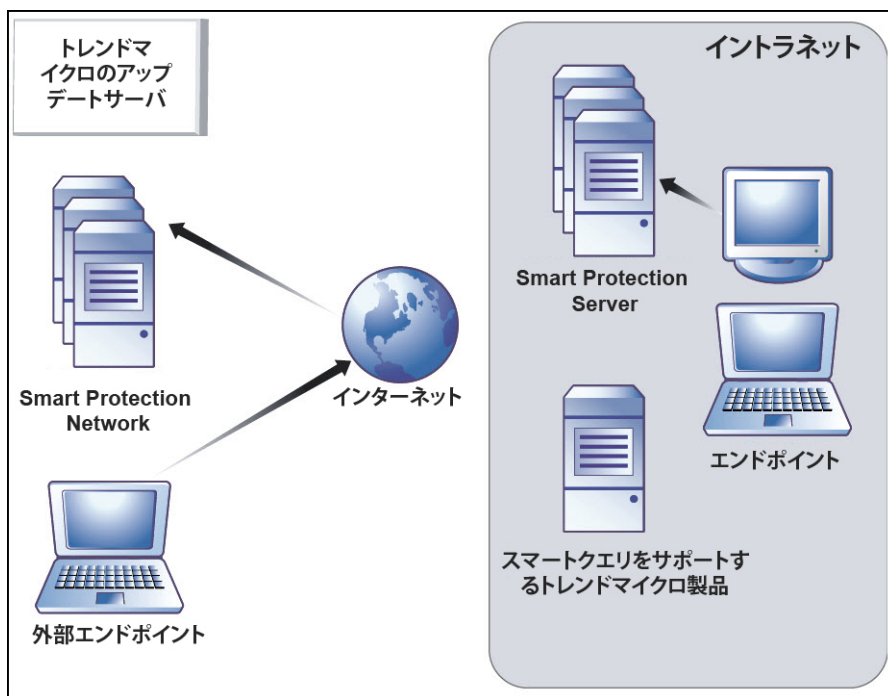 トレンドマ
イクロのアップ
デートサーバ
イントラネット
Smart Protection
Server
Smart Protection
Network
インターネット
エンドポイント
スマートクエリをサポートす
るトレンドマイクロ製品
外部エンドポイント